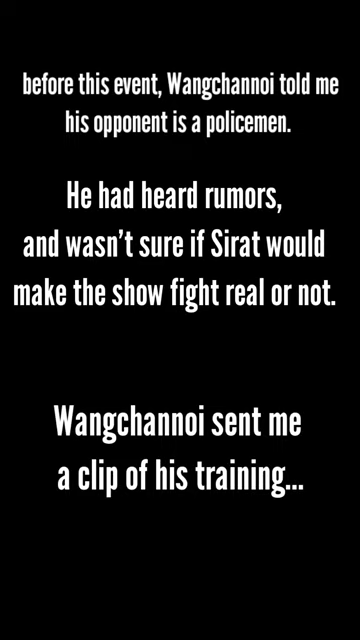 before this event, Wangchannoi told me
his opponent is a policemen.
He had heard rumors,
and wasn't sure if Sirat would
make the show fight real or not.
Wangchannoi sent me
a clip of his training...